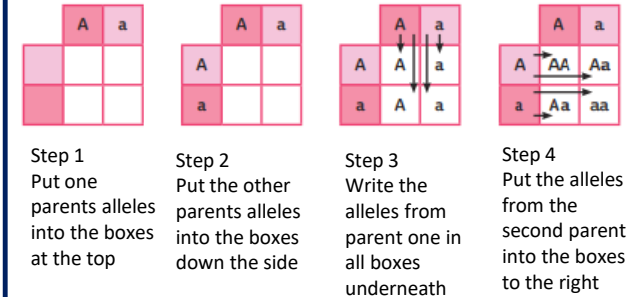 A a
A a
A
a
A a
A A a
a A a
A a
A AA Aa
a Aa aa
Step 1
Put one
parents alleles
into the boxes
at the top
Step 2
Put the other
parents alleles
into the boxes
down the side
Step 3
Write the
alleles from
parent one in
all boxes
underneath
Step 4
Put the alleles
from the
second parent
into the boxes
to the right